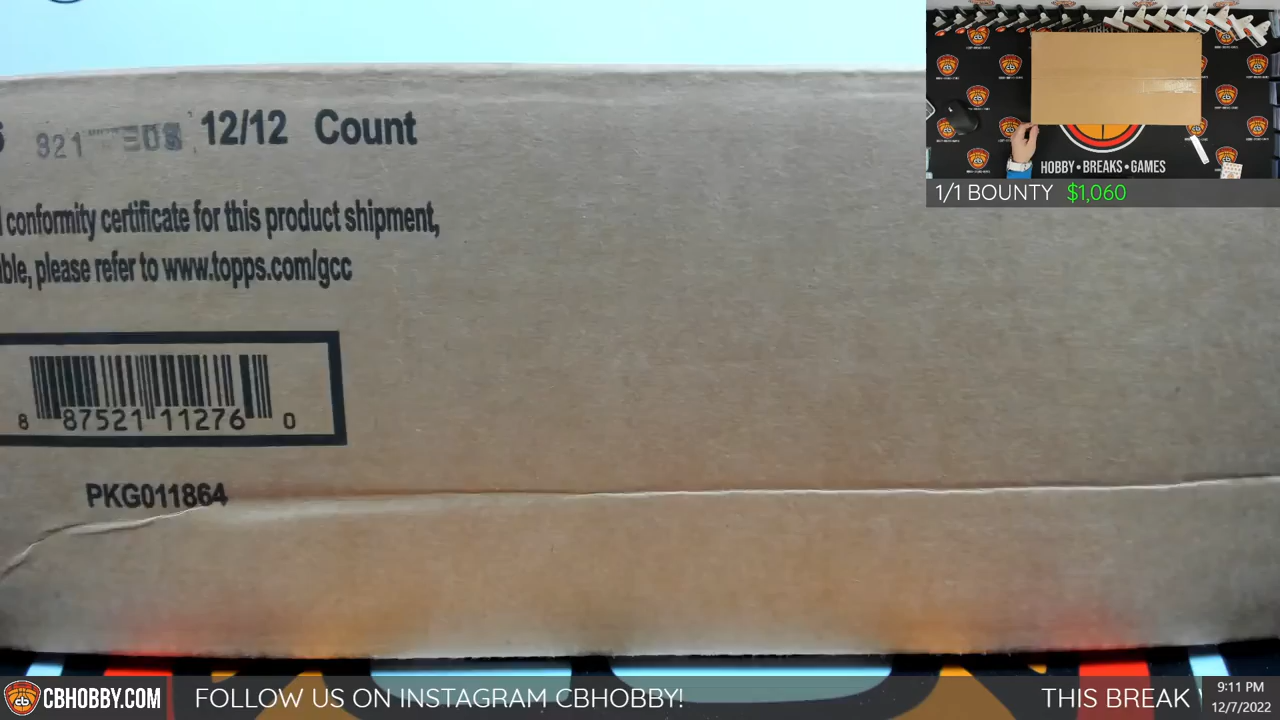 821
12/12 Count
conformity certificate for this product shipment,
please refer to www.topps.com/gcc
8 87521 11276 0
PKG011864
HOBBY • BREAKS • GAMES
1/1 BOUNTY $1,060
CBHOBBY.COM
FOLLOW US ON INSTAGRAM CBHOBBY!
THIS BREAK
9:11 PM
12/7/2022